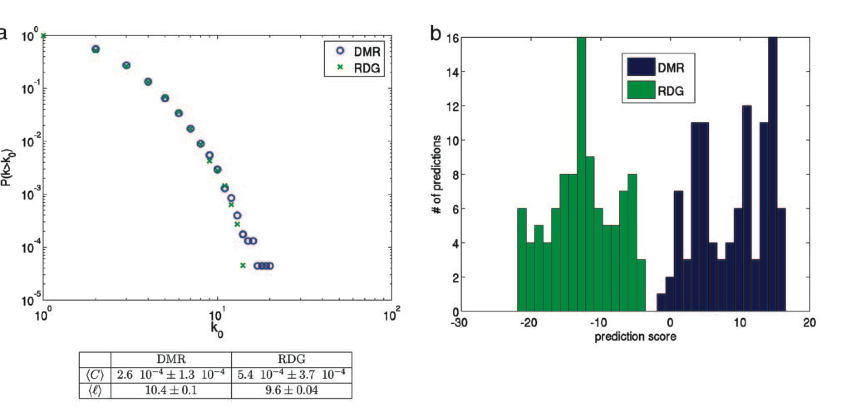 a
10^0
10^-1
10^-2
10^-3
10^-4
10^-5
P(k>k_0)
DMR
RDG
10^0 10^1 10^2
k_0
DMR RDG
⟨C⟩ 2.6 10^-4 ± 1.3 10^-4 5.4 10^-4 ± 3.7 10^-4
⟨ℓ⟩ 10.4 ± 0.1 9.6 ± 0.04
b
16
14
12
10
8
6
4
2
0
# of predictions
DMR
RDG
-30 -20 -10 0 10 20
prediction score